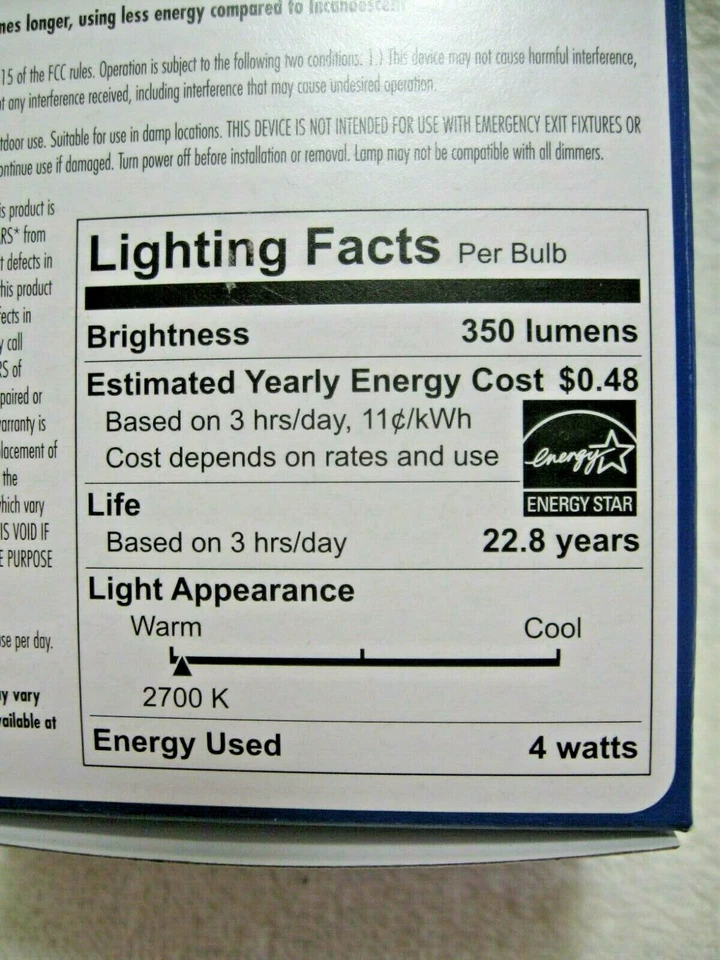 nes longer, using less energy compared to Incandescent
15 of the FCC rules. Operation is subject to the following two conditions: 1.) This device may not cause harmful interference,
any interference received, including interference that may cause undesired operation.
tdoor use. Suitable for use in damp locations. THIS DEVICE IS NOT INTENDED FOR USE WITH EMERGENCY EXIT FIXTURES OR
ontinue use if damaged. Turn power off before installation or removal. Lamp may not be compatible with all dimmers.
is product is
RS* from
t defects in
his product
ects in
y call
RS of
paired or
arranty is
lacement of
the
hich vary
IS VOID IF
E PURPOSE
se per day.
y vary
ailable at
Lighting Facts Per Bulb
Brightness 350 lumens
Estimated Yearly Energy Cost $0.48
Based on 3 hrs/day, 11¢/kWh
Cost depends on rates and use
energy
ENERGY STAR
Life
Based on 3 hrs/day 22.8 years
Light Appearance
Warm Cool
2700 K
Energy Used 4 watts